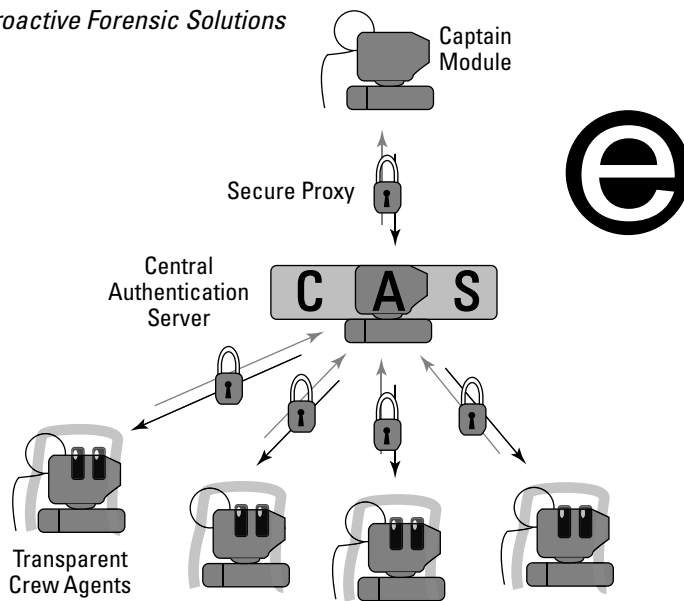 roactive Forensic Solutions
Captain
Module
Secure Proxy
Central
Authentication
Server
C A S
Transparent
Crew Agents
e